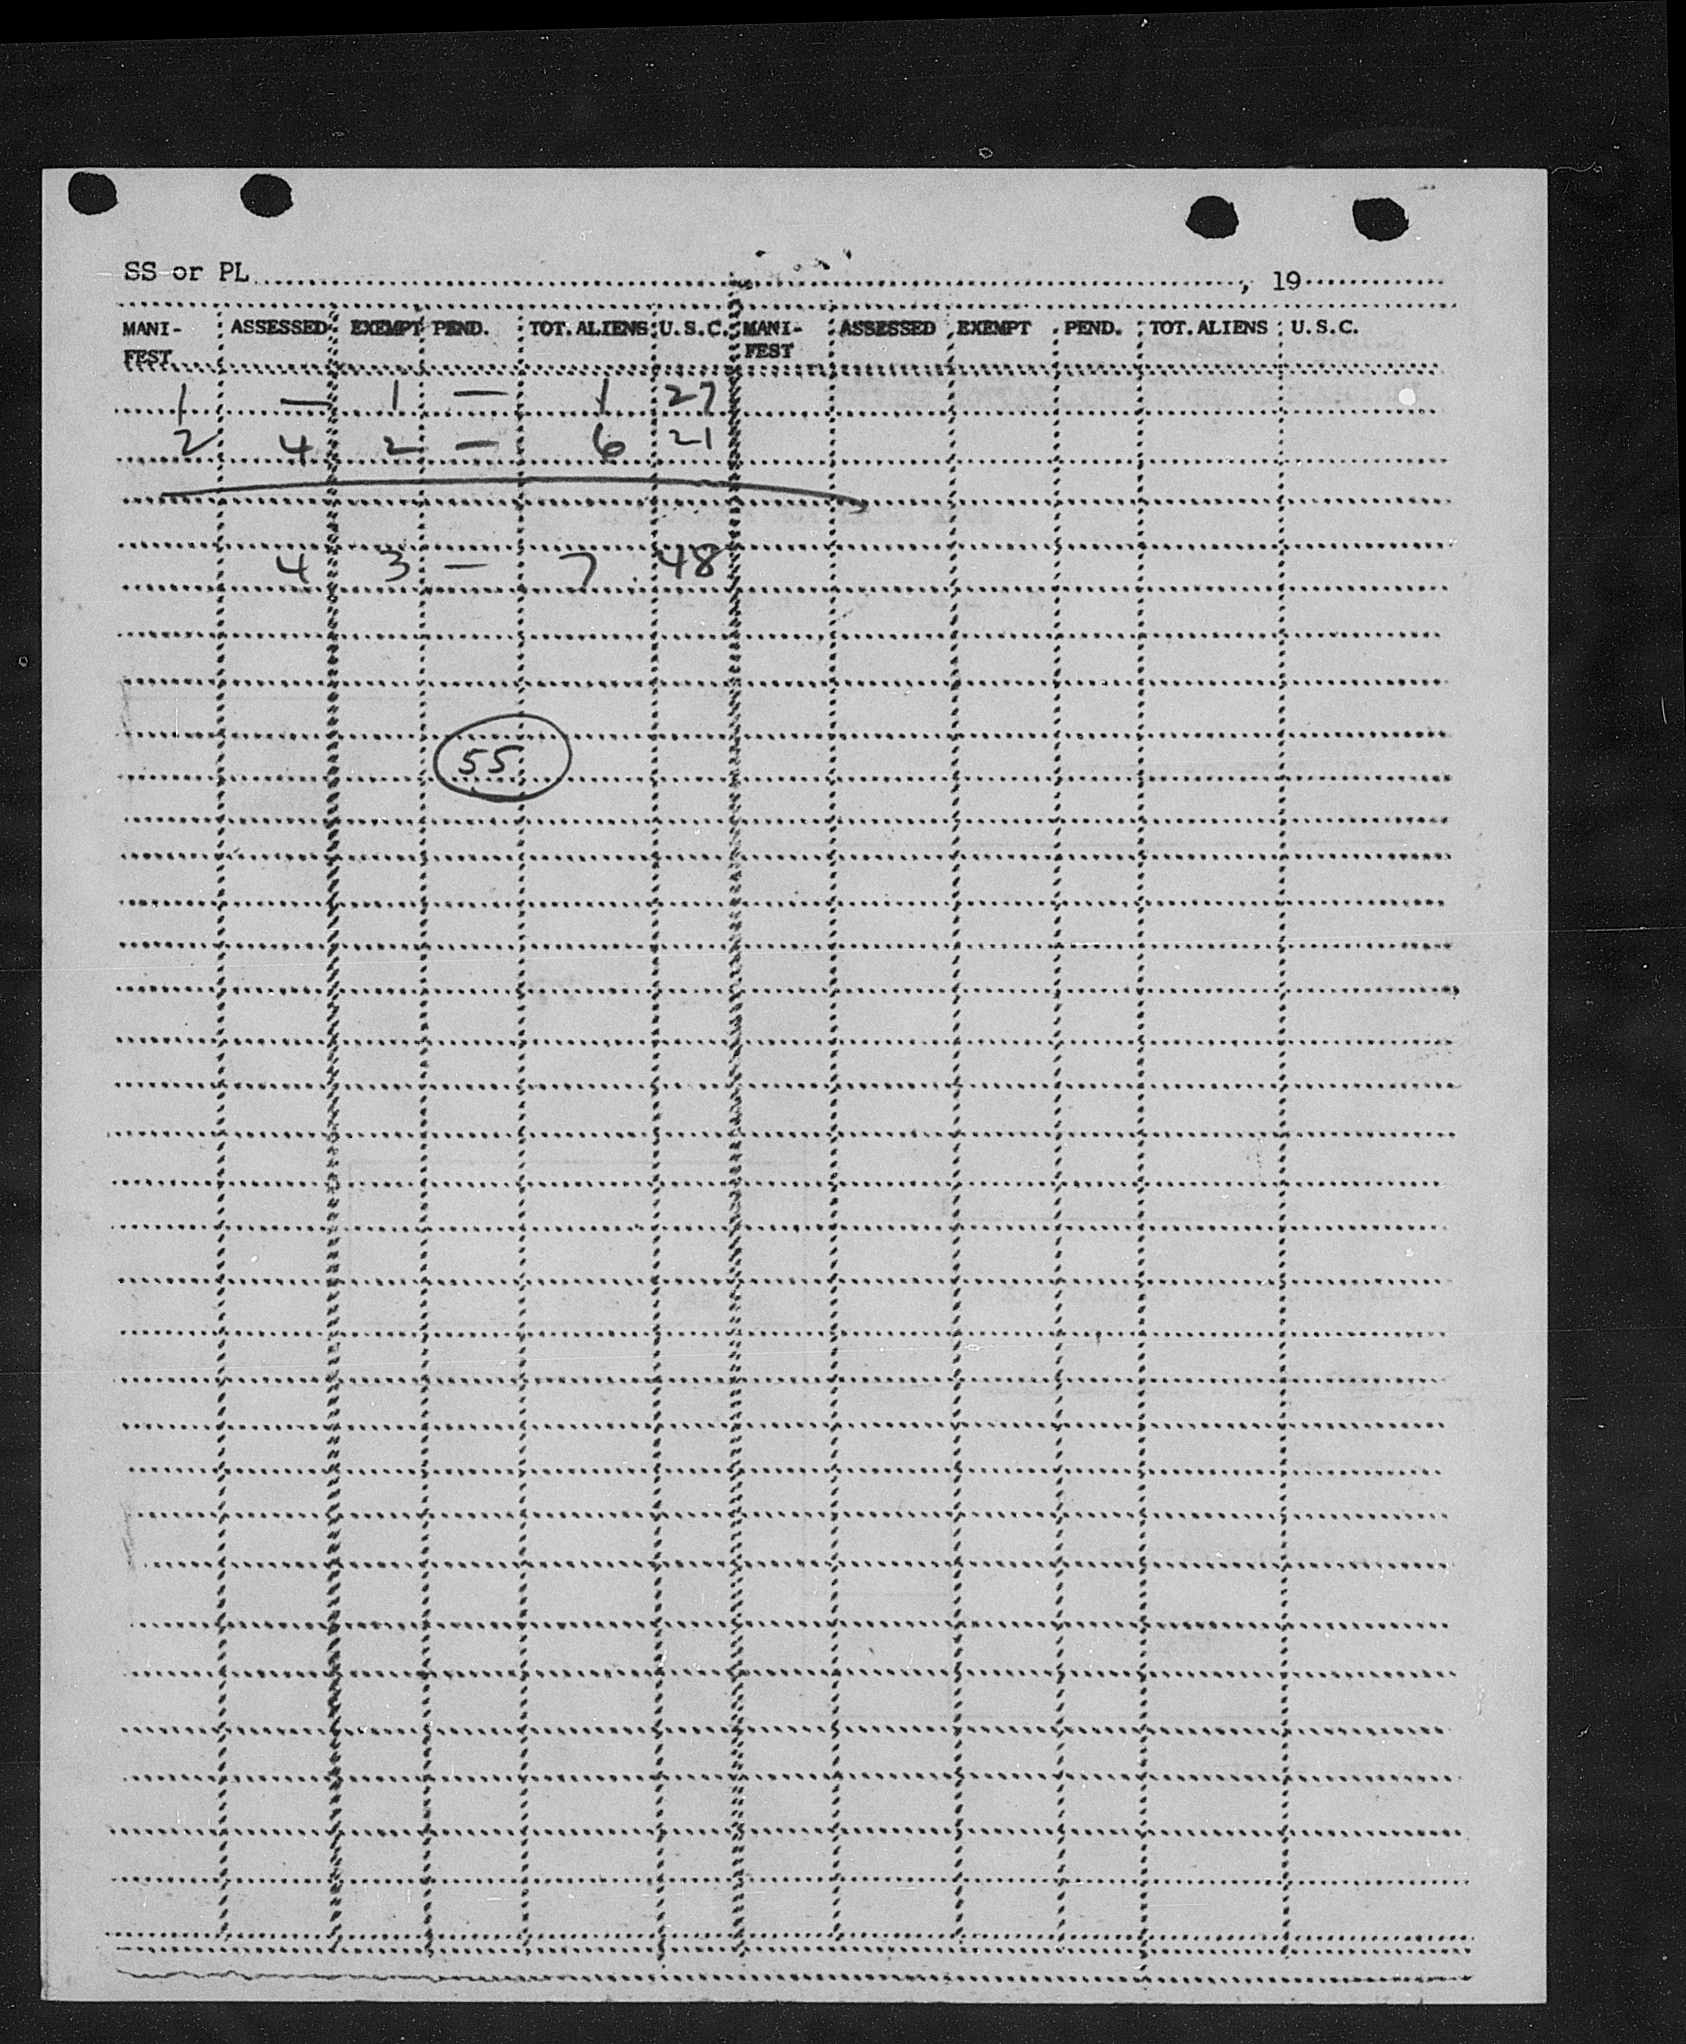 SS or PL , 19
MANI-FEST ASSESSED EXEMPT PEND. TOT. ALIENS U.S.C. MANI-FEST ASSESSED EXEMPT PEND. TOT. ALIENS U.S.C.
1 — 1 — 1 27
2 4 2 — 6 21
4 3 — 7 48
55